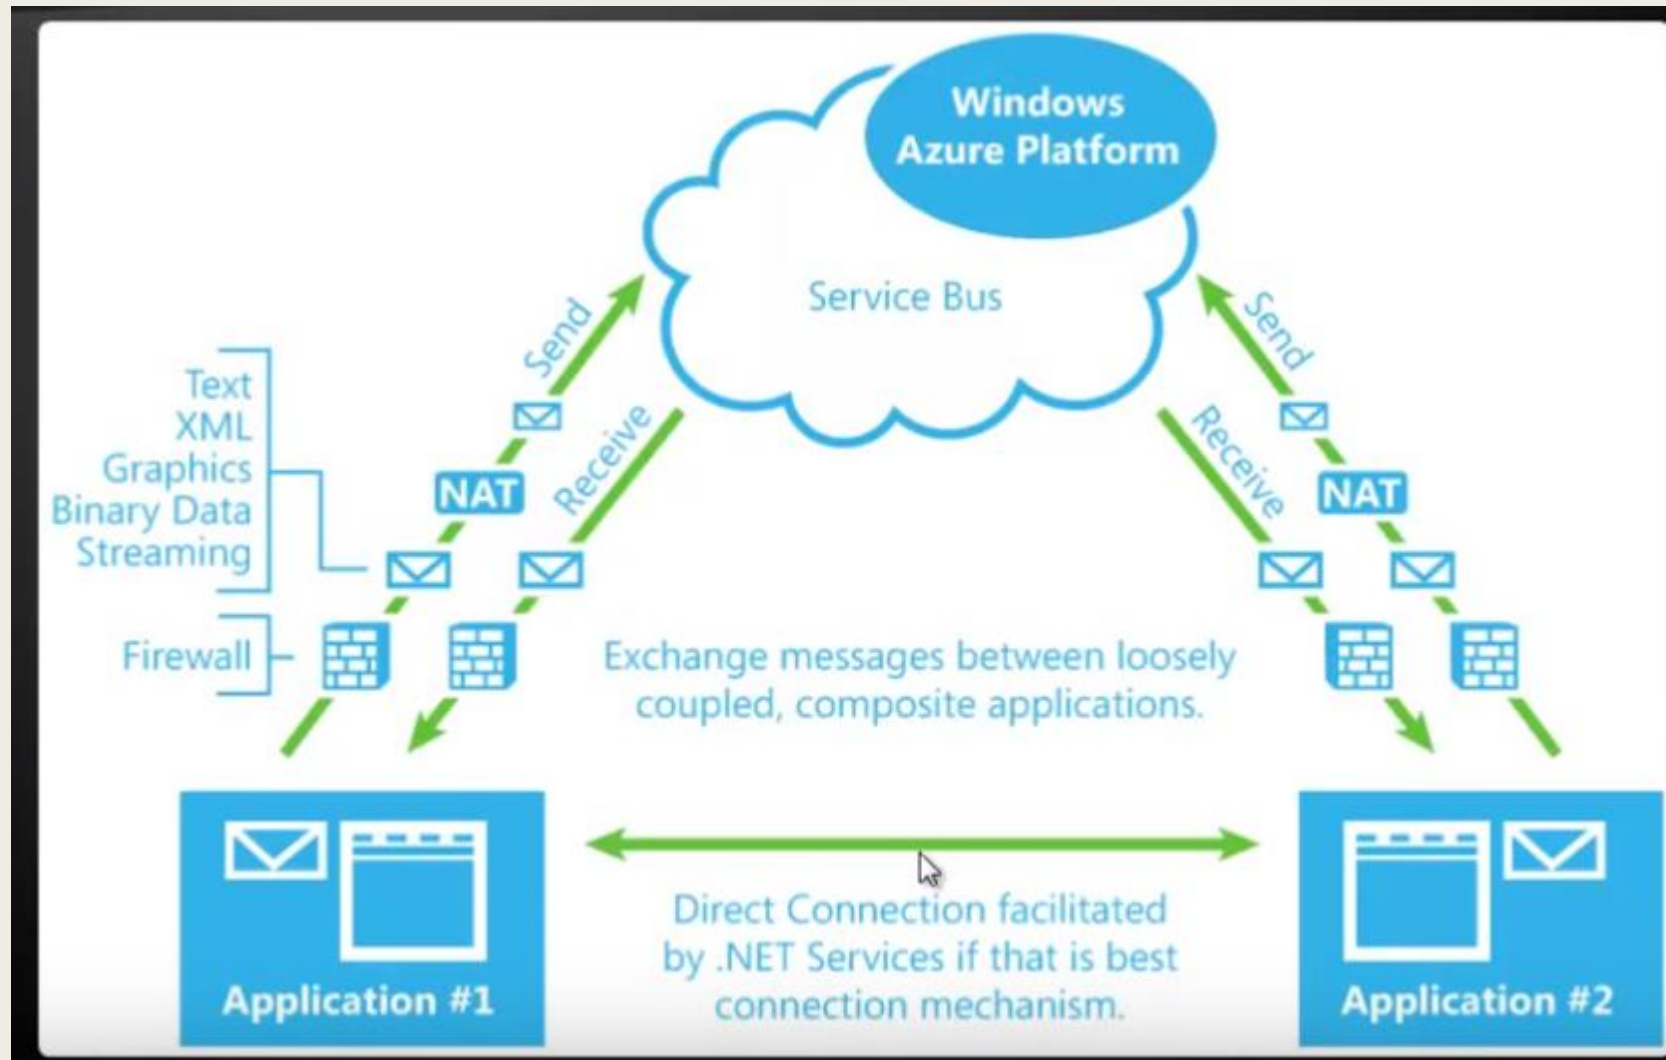 Windows
Azure Platform
Service Bus
Send
Send
Text
XML
Graphics
Binary Data
Streaming
NAT
Receive
Receive
NAT
Firewall
Exchange messages between loosely
coupled, composite applications.
Direct Connection facilitated
by .NET Services if that is best
connection mechanism.
Application #1
Application #2